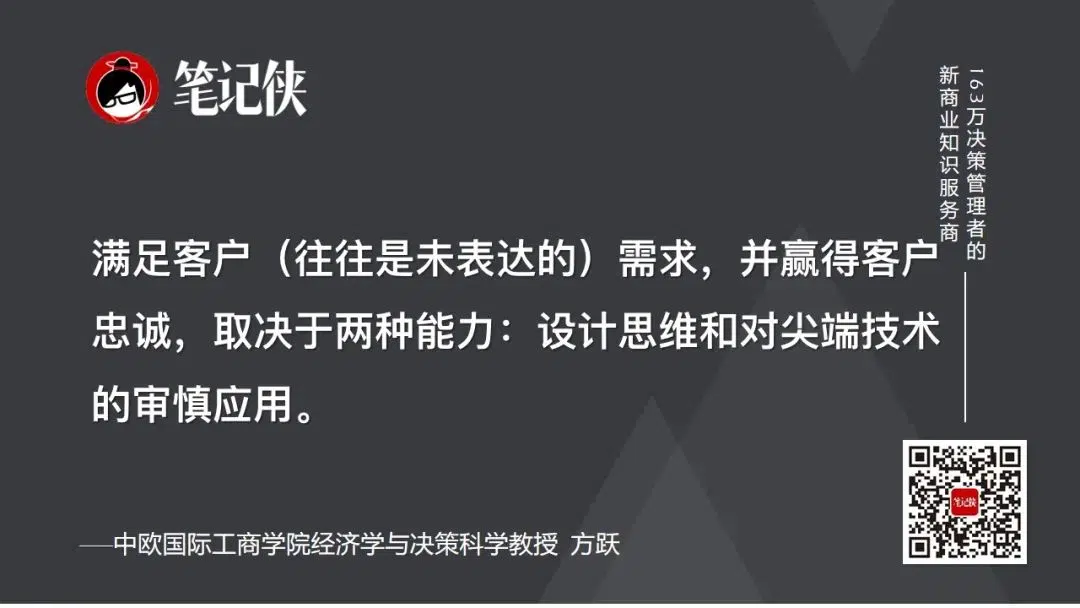 笔记侠
163万决策管理者的
新商业知识服务商
满足客户（往往是未表达的）需求，并赢得客户
忠诚，取决于两种能力：设计思维和对尖端技术
的审慎应用。
——中欧国际工商学院经济学与决策科学教授 方跃
笔记侠